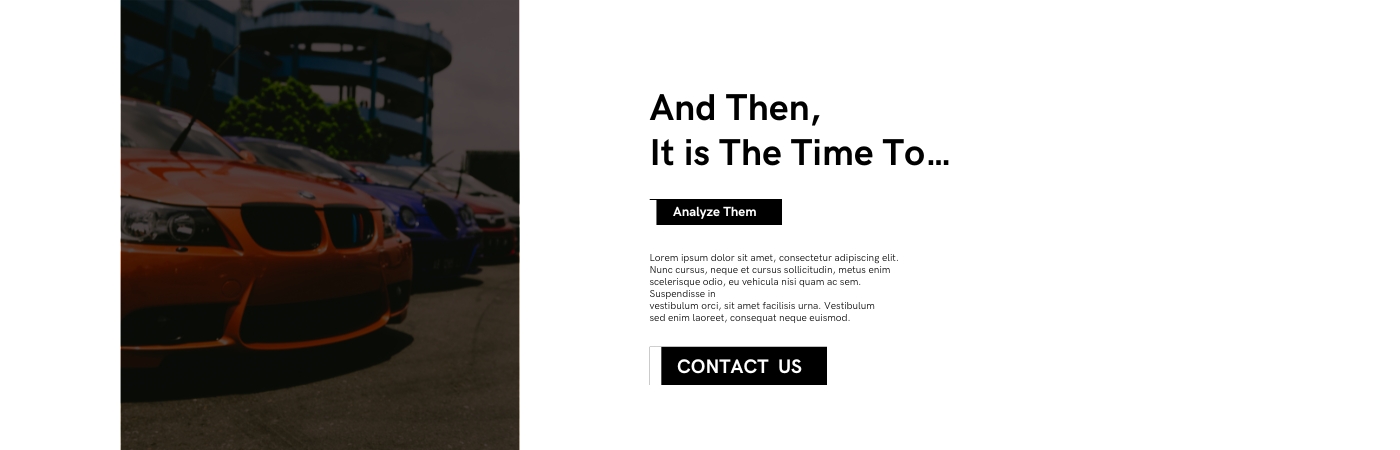 And Then,
It is The Time To...
Analyze Them
Lorem ipsum dolor sit amet, consectetur adipiscing elit.
Nunc cursus, neque et cursus sollicitudin, metus enim
scelerisque odio, eu vehicula nisi quam ac sem.
Suspendisse in
vestibulum orci, sit amet facilisis urna. Vestibulum
sed enim laoreet, consequat neque euismod.
CONTACT US